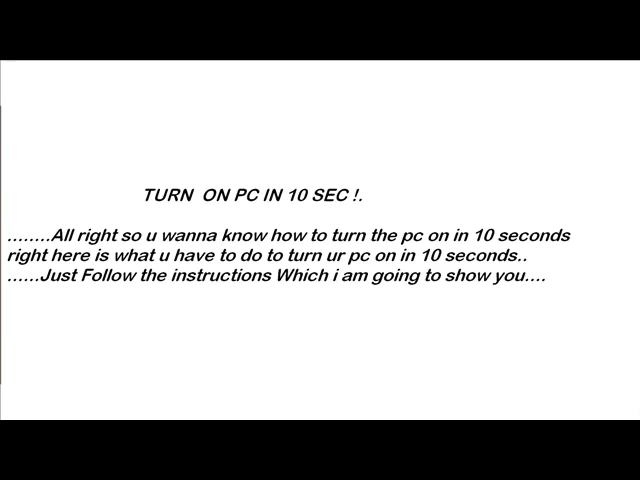 TURN  ON PC IN 10 SEC !.
........All right so u wanna know how to turn the pc on in 10 seconds
right here is what u have to do to turn ur pc on in 10 seconds..
......Just Follow the instructions Which i am going to show you....